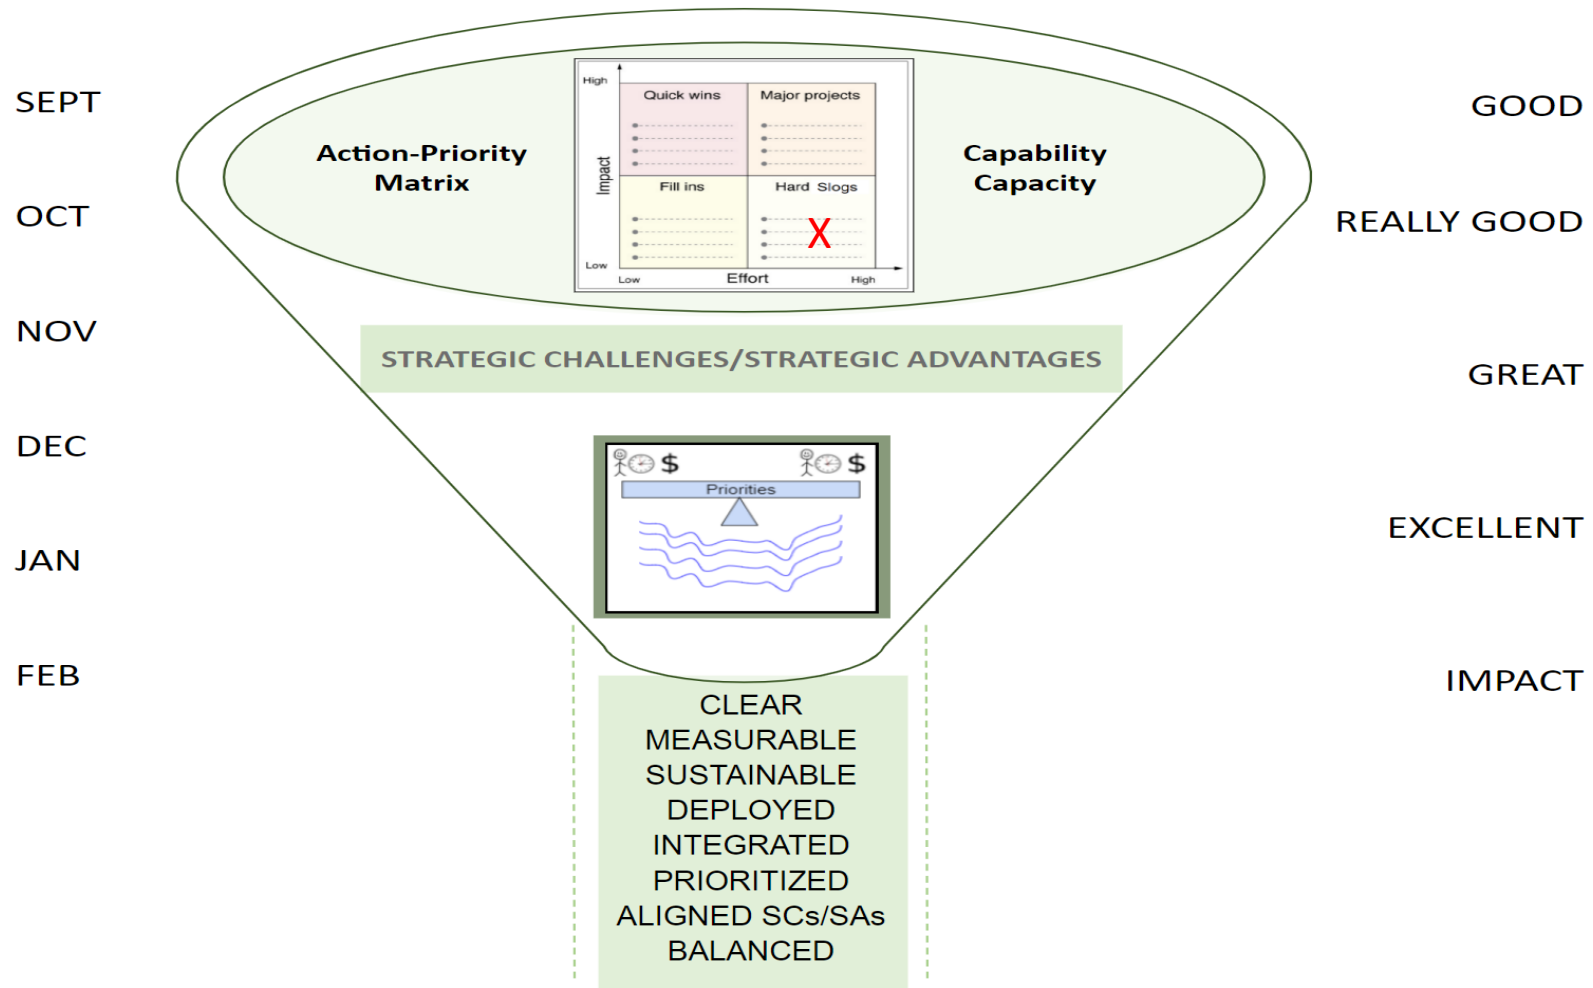 SEPT
OCT
NOV
DEC
JAN
FEB
Action-Priority
Matrix
High
Quick wins
Major projects
Impact
Fill ins
Hard Slogs
X
Low
Low
Effort
High
Capability
Capacity
STRATEGIC CHALLENGES/STRATEGIC ADVANTAGES
$
$
Priorities
CLEAR
MEASURABLE
SUSTAINABLE
DEPLOYED
INTEGRATED
PRIORITIZED
ALIGNED SCs/SAs
BALANCED
GOOD
REALLY GOOD
GREAT
EXCELLENT
IMPACT